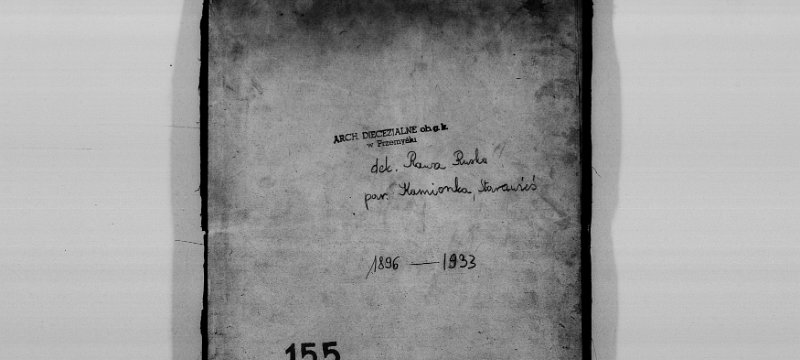 ARCH. DIECEZJALNE ob.g.k.
w Przemyślu
dek. Rawa Ruska
par. Kamionka, Starawieś
1896 — 1933
155